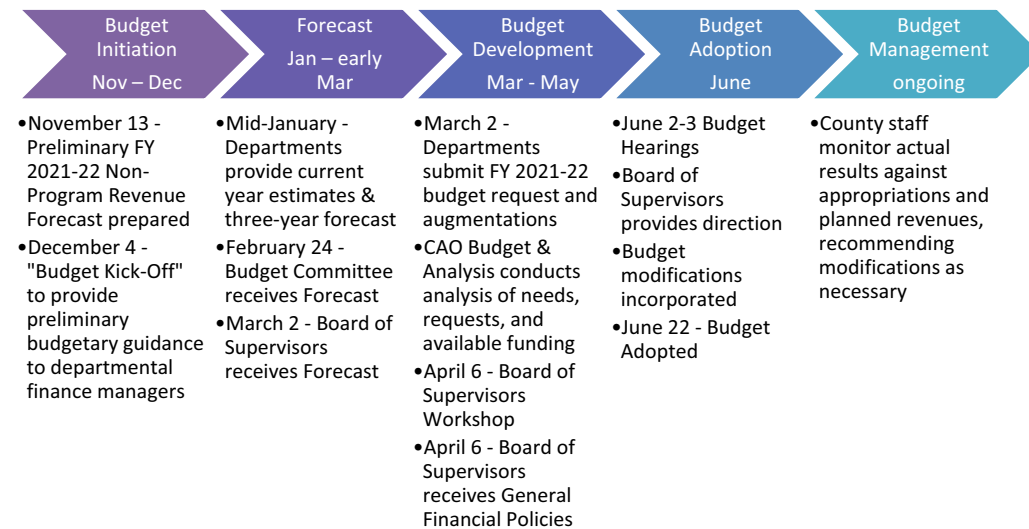 Budget
Initiation
Nov – Dec
Forecast
Jan – early
Mar
Budget
Development
Mar - May
Budget
Adoption
June
Budget
Management
ongoing
•November 13 -
Preliminary FY
2021-22 Non-
Program Revenue
Forecast prepared
•December 4 -
"Budget Kick-Off"
to provide
preliminary
budgetary guidance
to departmental
finance managers
•Mid-January -
Departments
provide current
year estimates &
three-year forecast
•February 24 -
Budget Committee
receives Forecast
•March 2 - Board of
Supervisors
receives Forecast
•March 2 -
Departments
submit FY 2021-22
budget request and
augmentations
•CAO Budget &
Analysis conducts
analysis of needs,
requests, and
available funding
•April 6 - Board of
Supervisors
Workshop
•April 6 - Board of
Supervisors
receives General
Financial Policies
•June 2-3 Budget
Hearings
•Board of
Supervisors
provides direction
•Budget
modifications
incorporated
•June 22 - Budget
Adopted
•County staff
monitor actual
results against
appropriations and
planned revenues,
recommending
modifications as
necessary